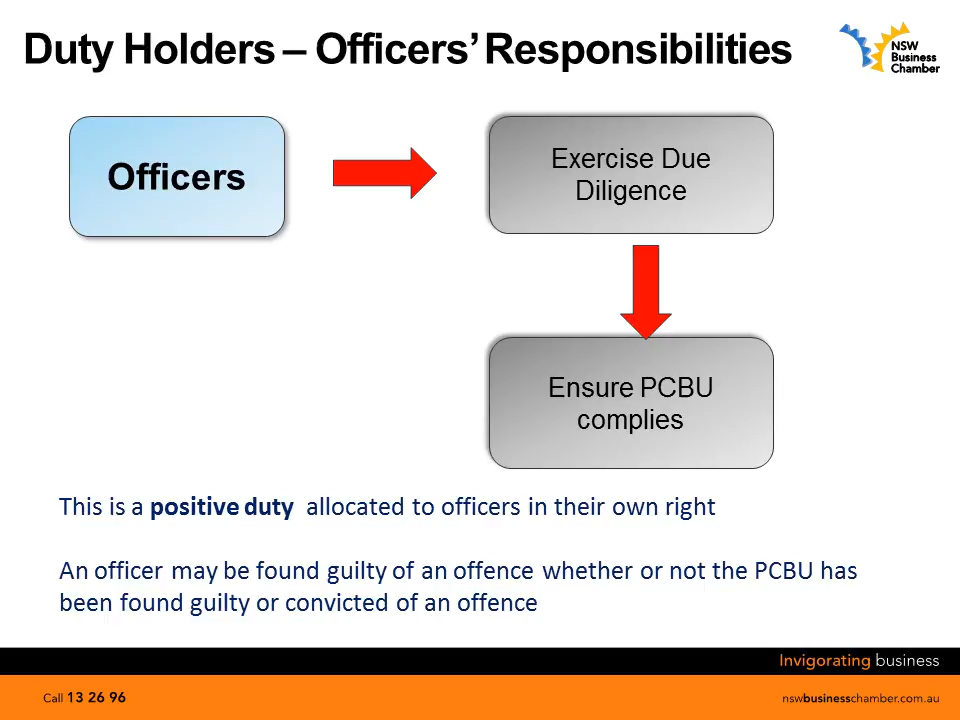 Duty Holders – Officers’ Responsibilities
NSW
Business
Chamber
Officers
Exercise Due
Diligence
Ensure PCBU
complies
This is a positive duty allocated to officers in their own right
An officer may be found guilty of an offence whether or not the PCBU has
been found guilty or convicted of an offence
Invigorating business
Call 13 26 96
nswbusinesschamber.com.au